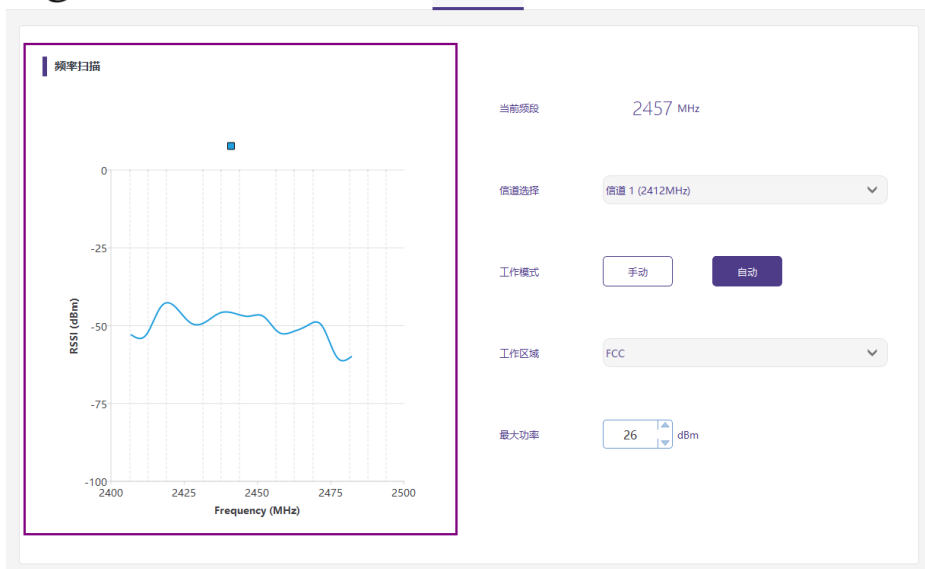 频率扫描
0
-25
-50
-75
-100
RSSI (dBm)
2400 2425 2450 2475 2500
Frequency (MHz)
当前频段 2457 MHz
信道选择 信道 1 (2412MHz)
工作模式 手动 自动
工作区域 FCC
最大功率 26 dBm